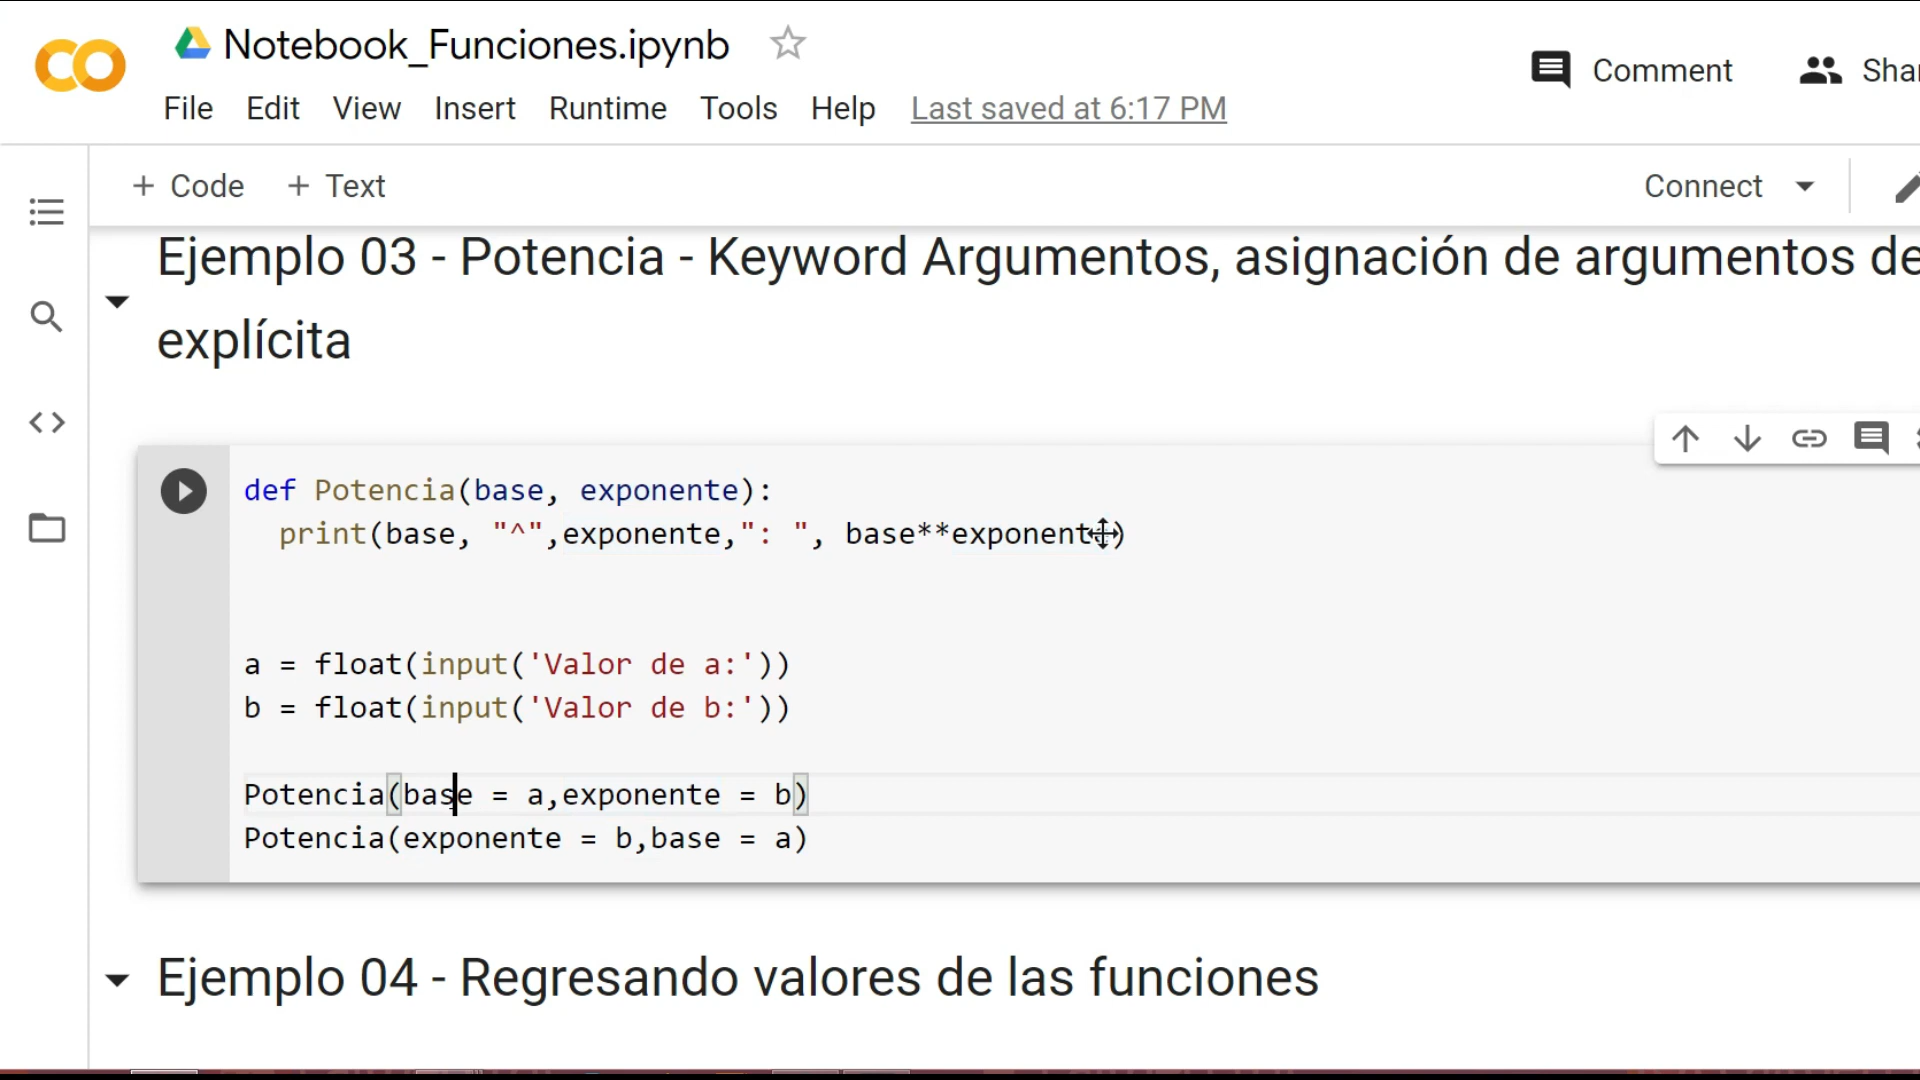 Notebook_Funciones.ipynb
Comment
File Edit View Insert Runtime Tools Help Last saved at 6:17 PM
+ Code + Text
Connect
Ejemplo 03 - Potencia - Keyword Argumentos, asignación de argumentos de
explícita
def Potencia(base, exponente):
print(base, "^",exponente,": ", base**exponente)
a = float(input('Valor de a:'))
b = float(input('Valor de b:'))
Potencia(base = a,exponente = b)
Potencia(exponente = b,base = a)
Ejemplo 04 - Regresando valores de las funciones